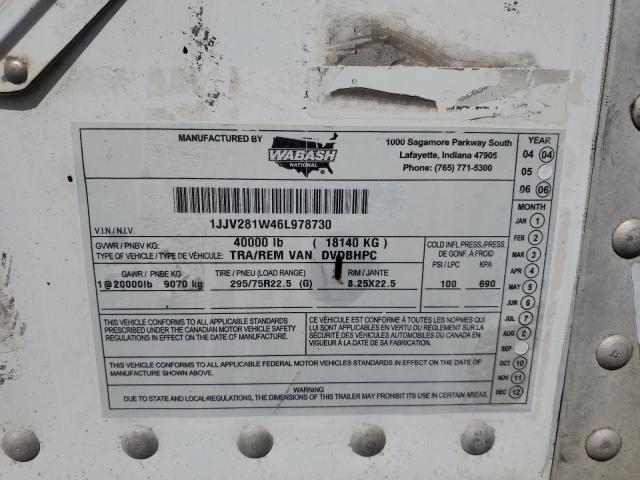 MANUFACTURED BY
WABASH
NATIONAL
1000 Sagamore Parkway South
Lafayette, Indiana 47905
Phone: (765) 771-5300
YEAR
04 04
05
06 06
MONTH
JAN 1
FEB 2
MAR 3
APR 4
MAY 5
JUN 6
JUL 7
AUG 8
SEP
OCT 10
NOV 11
DEC 12
1JJV281W46L978730
V.I.N./N.I.V.
GVWR / PNBV KG: 40000 lb ( 18140 KG)
TYPE OF VEHICLE / TYPE DE VÉHICULE: TRA/REM VAN DVDBHPC
COLD INFL. PRESS/PRESS.
DE GONF. À FROID
PSI / LPC KPA
100 690
GAWR / PNBE KG TIRE / PNEU (LOAD RANGE) RIM / JANTE
1@20000lb 9070 kg 295/75R22.5 (G) 8.25X22.5
THIS VEHICLE CONFORMS TO ALL APPLICABLE STANDARDS
PRESCRIBED UNDER THE CANADIAN MOTOR VEHICLE SAFETY
REGULATIONS IN EFFECT ON THE DATE OF MANUFACTURE.
CE VÉHICULE EST CONFORME À TOUTES LES NORMES QUI LUI
SONT APPLICABLES EN VERTU DU RÈGLEMENT SUR LA
SÉCURITÉ DES VÉHICULES AUTOMOBILES DU CANADA EN
VIGUEUR À LA DATE DE SA FABRICATION.
THIS VEHICLE CONFORMS TO ALL APPLICABLE FEDERAL MOTOR VEHICLE STANDARDS IN EFFECT ON THE DATE OF
MANUFACTURE SHOWN ABOVE.
WARNING
DUE TO STATE AND LOCAL-REGULATIONS, THE DIMENSIONS OF THIS TRAILER MAY PROHIBIT ITS USE IN CERTAIN AREAS.